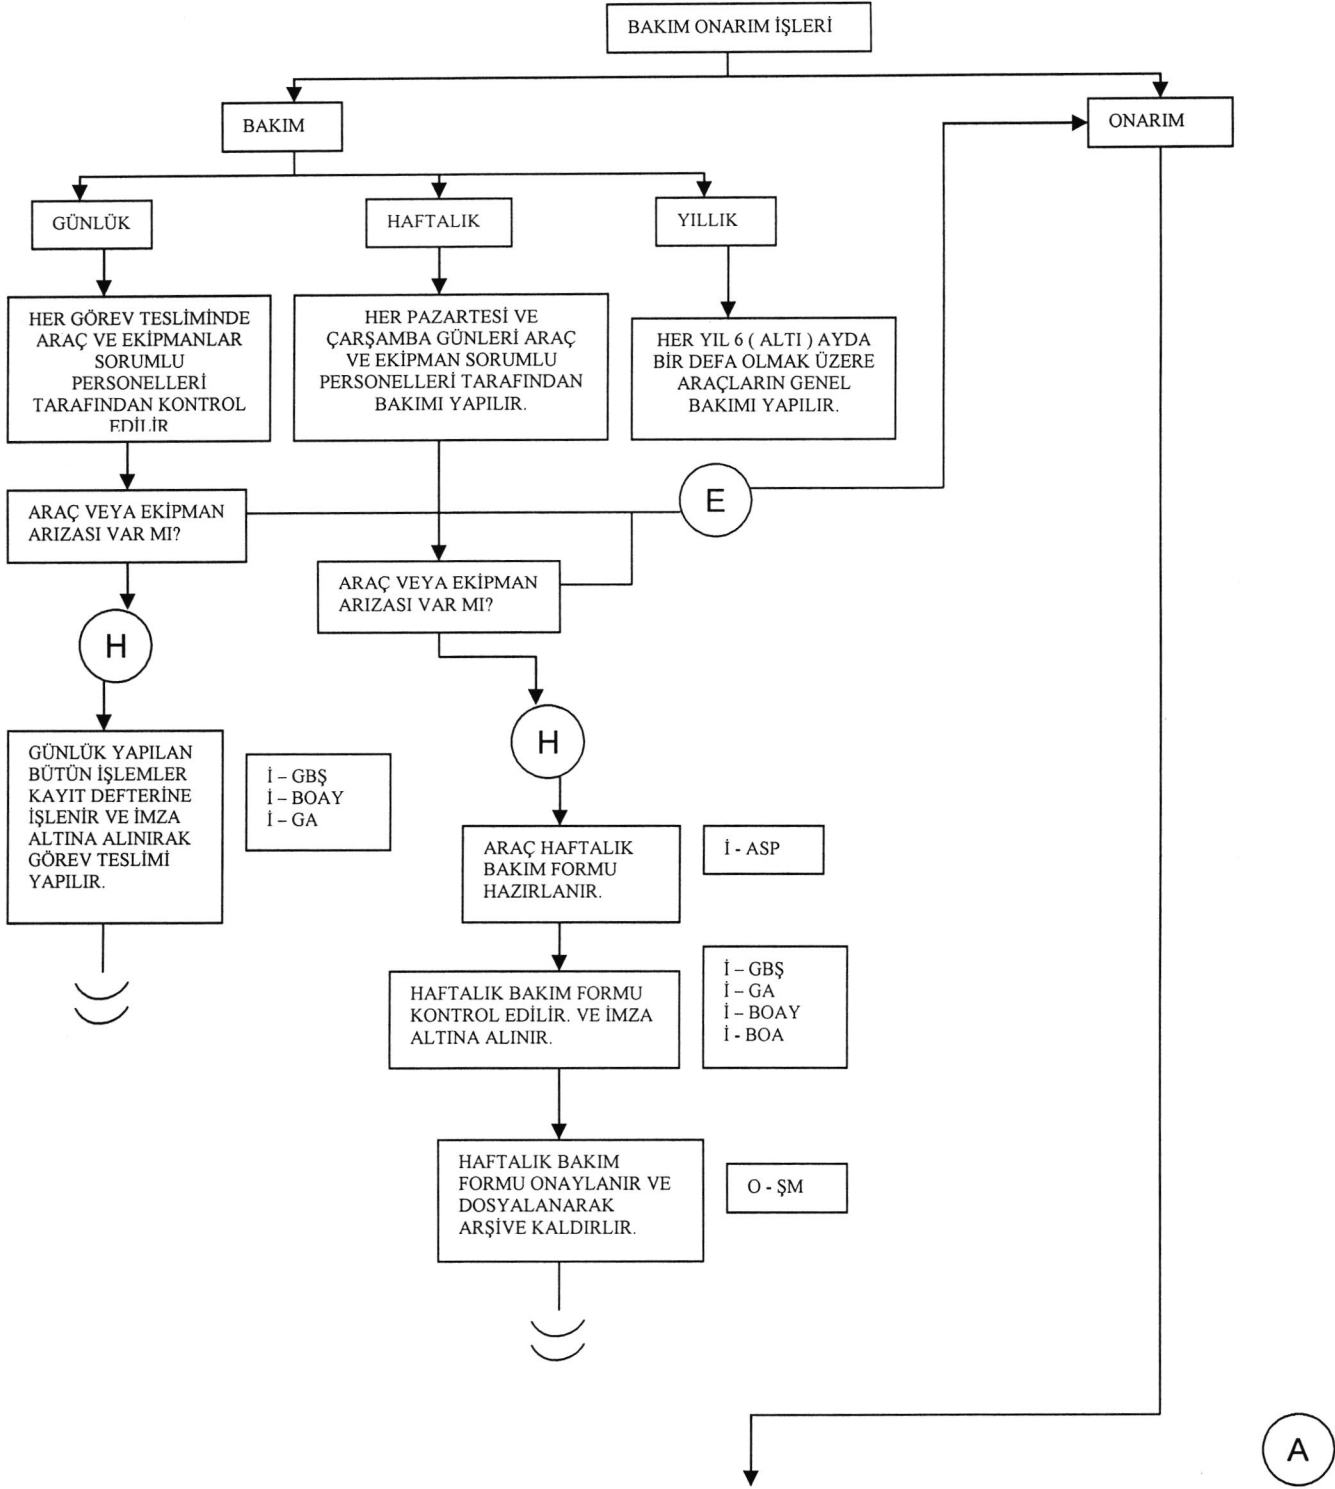 BAKIM ONARIM İŞLERİ
BAKIM
ONARIM
GÜNLÜK
HAFTALIK
YILLIK
HER GÖREV TESLİMİNDE
ARAÇ VE EKİPMANLAR
SORUMLU
PERSONELLERİ
TARAFINDAN KONTROL
EDİLİR
HER PAZARTESİ VE
ÇARŞAMBA GÜNLERİ ARAÇ
VE EKİPMAN SORUMLU
PERSONELLERİ TARAFINDAN
BAKIMI YAPILIR.
HER YIL 6 ( ALTI ) AYDA
BİR DEFA OLMAK ÜZERE
ARAÇLARIN GENEL
BAKIMI YAPILIR.
E
ARAÇ VEYA EKİPMAN
ARIZASI VAR MI?
ARAÇ VEYA EKİPMAN
ARIZASI VAR MI?
H
H
GÜNLÜK YAPILAN
BÜTÜN İŞLEMLER
KAYIT DEFTERİNE
İŞLENİR VE İMZA
ALTINA ALINIRAK
GÖREV TESLİMİ
YAPILIR.
İ – GBŞ
İ – BOAY
İ – GA
ARAÇ HAFTALIK
BAKIM FORMU
HAZIRLANIR.
İ - ASP
HAFTALIK BAKIM FORMU
KONTROL EDİLİR. VE İMZA
ALTINA ALINIR.
İ – GBŞ
İ – GA
İ – BOAY
İ - BOA
HAFTALIK BAKIM
FORMU ONAYLANIR VE
DOSYALANARAK
ARŞİVE KALDIRLIR.
O - ŞM
A